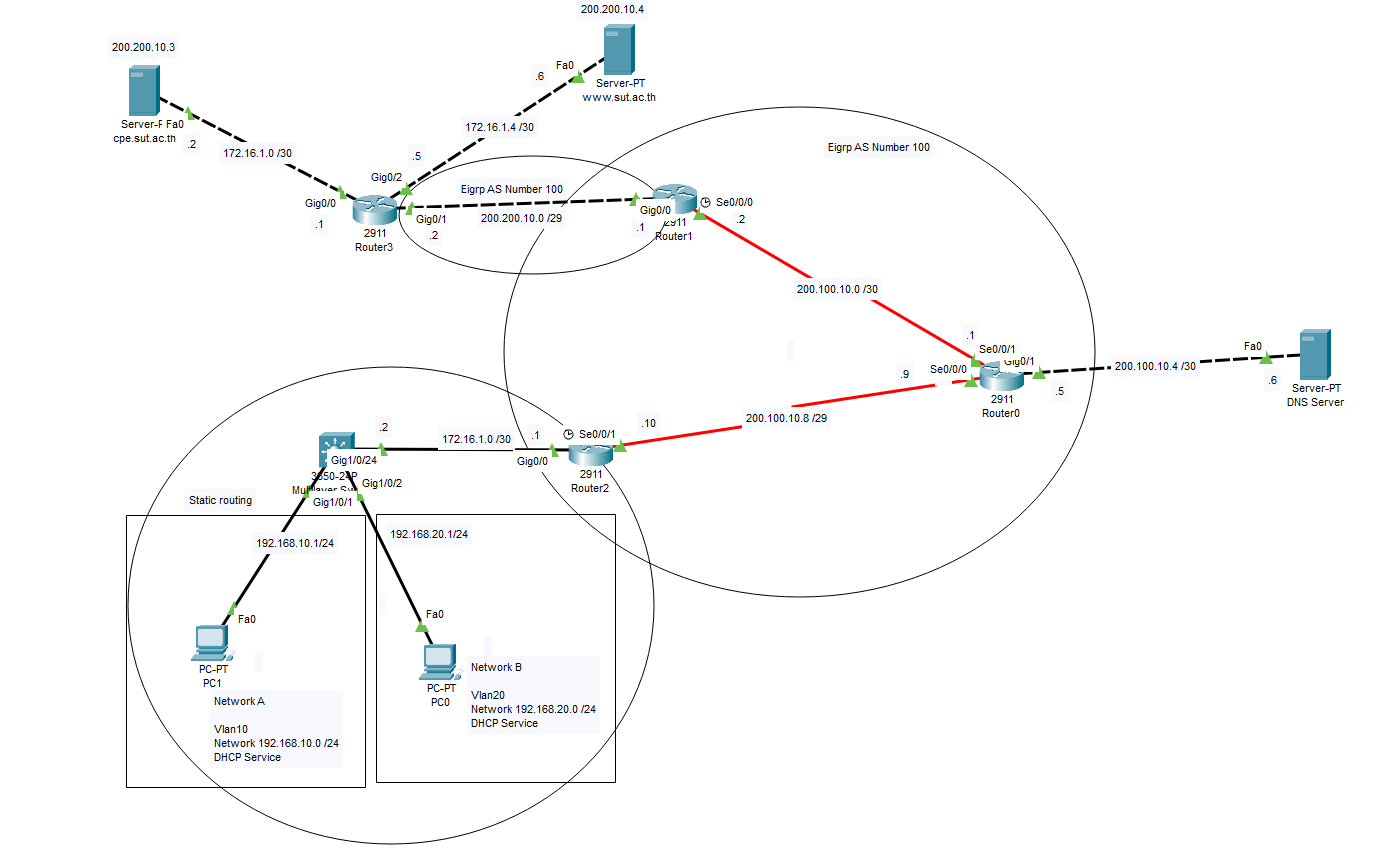 200.200.10.4
200.200.10.3
Fa0
.6
Server-PT
www.sut.ac.th
Fa0
cpe.sut.ac.th
.2
172.16.1.4 /30
172.16.1.0 /30
Eigrp AS Number 100
.5
Gig0/2
Eigrp AS Number 100
Gig0/0
.1
Gig0/1
.2
200.200.10.0 /29
2911
Router3
Gig0/0
.1
Se0/0/0
.2
2911
Router1
200.100.10.0 /30
.1
Se0/0/1
Gig0/1
.9
Se0/0/0
2911
Router0
.5
200.100.10.4 /30
Fa0
.6
Server-PT
DNS Server
200.100.10.8 /29
.10
.2
172.16.1.0 /30
.1
Se0/0/1
Gig0/0
2911
Router2
Gig1/0/24
Gig1/0/2
Gig1/0/1
Static routing
192.168.10.1/24
192.168.20.1/24
Fa0
PC-PT
PC1
Network A
Vlan10
Network 192.168.10.0 /24
DHCP Service
Fa0
PC-PT
PC0
Network B
Vlan20
Network 192.168.20.0 /24
DHCP Service